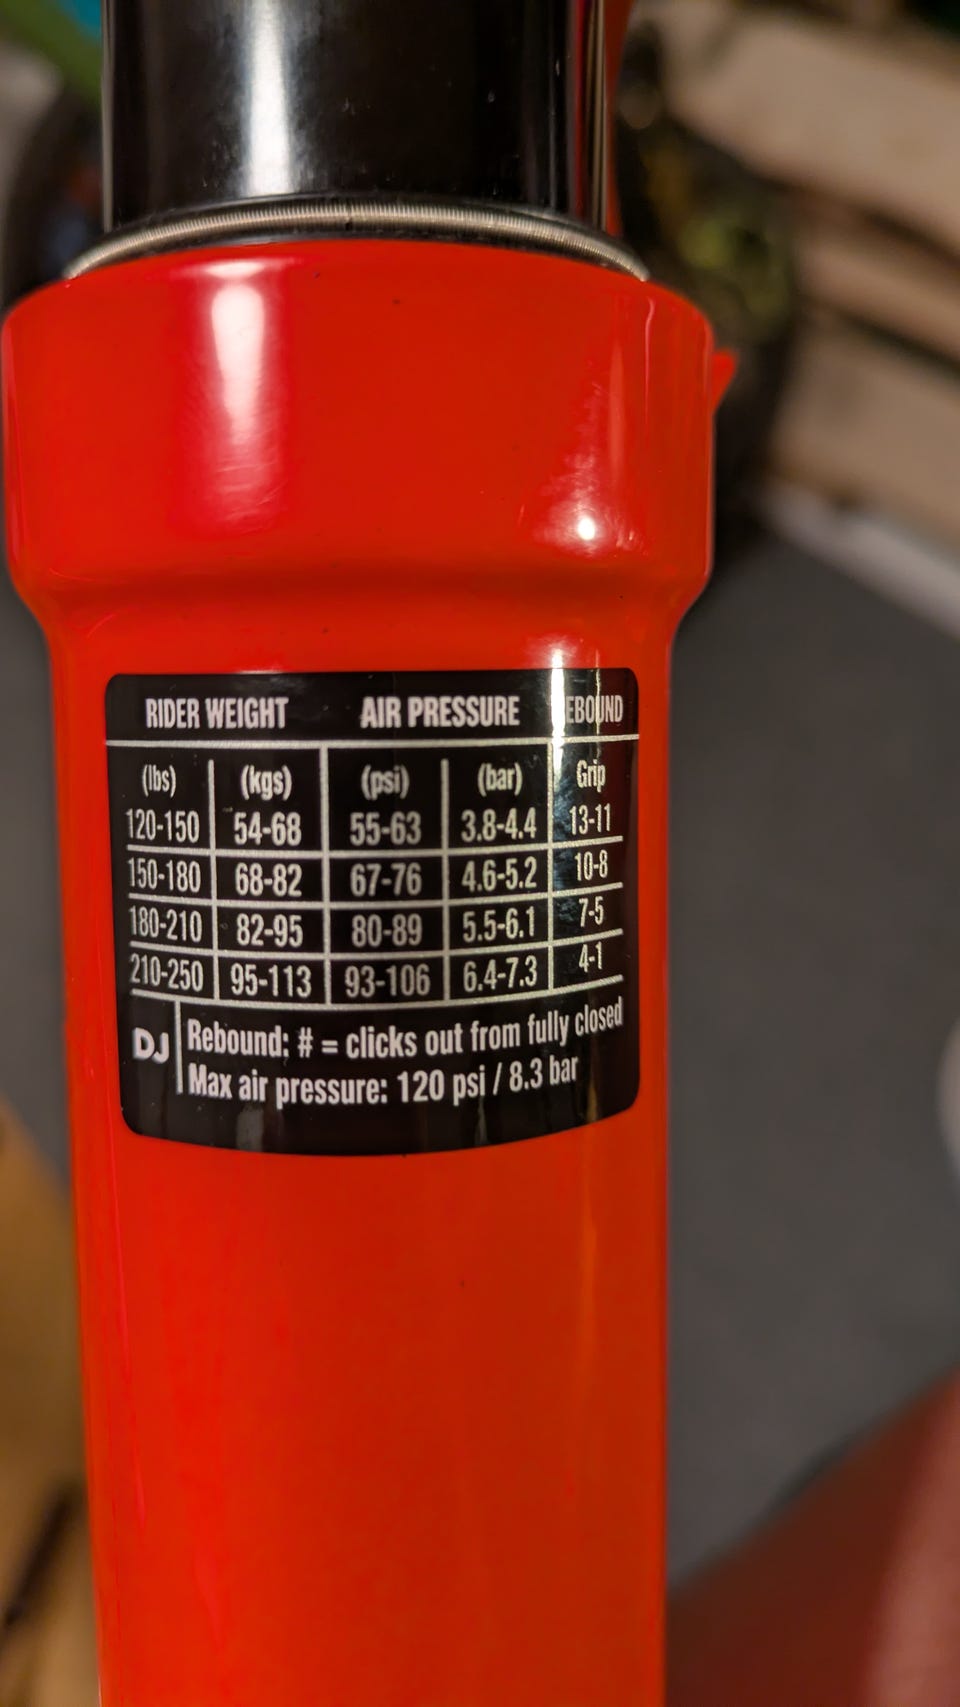 RIDER WEIGHT AIR PRESSURE REBOUND
(lbs) (kgs) (psi) (bar) Grip
120-150 54-68 55-63 3.8-4.4 13-11
150-180 68-82 67-76 4.6-5.2 10-8
180-210 82-95 80-89 5.5-6.1 7-5
210-250 95-113 93-106 6.4-7.3 4-1
DJ Rebound; # = clicks out from fully closed
Max air pressure: 120 psi / 8.3 bar